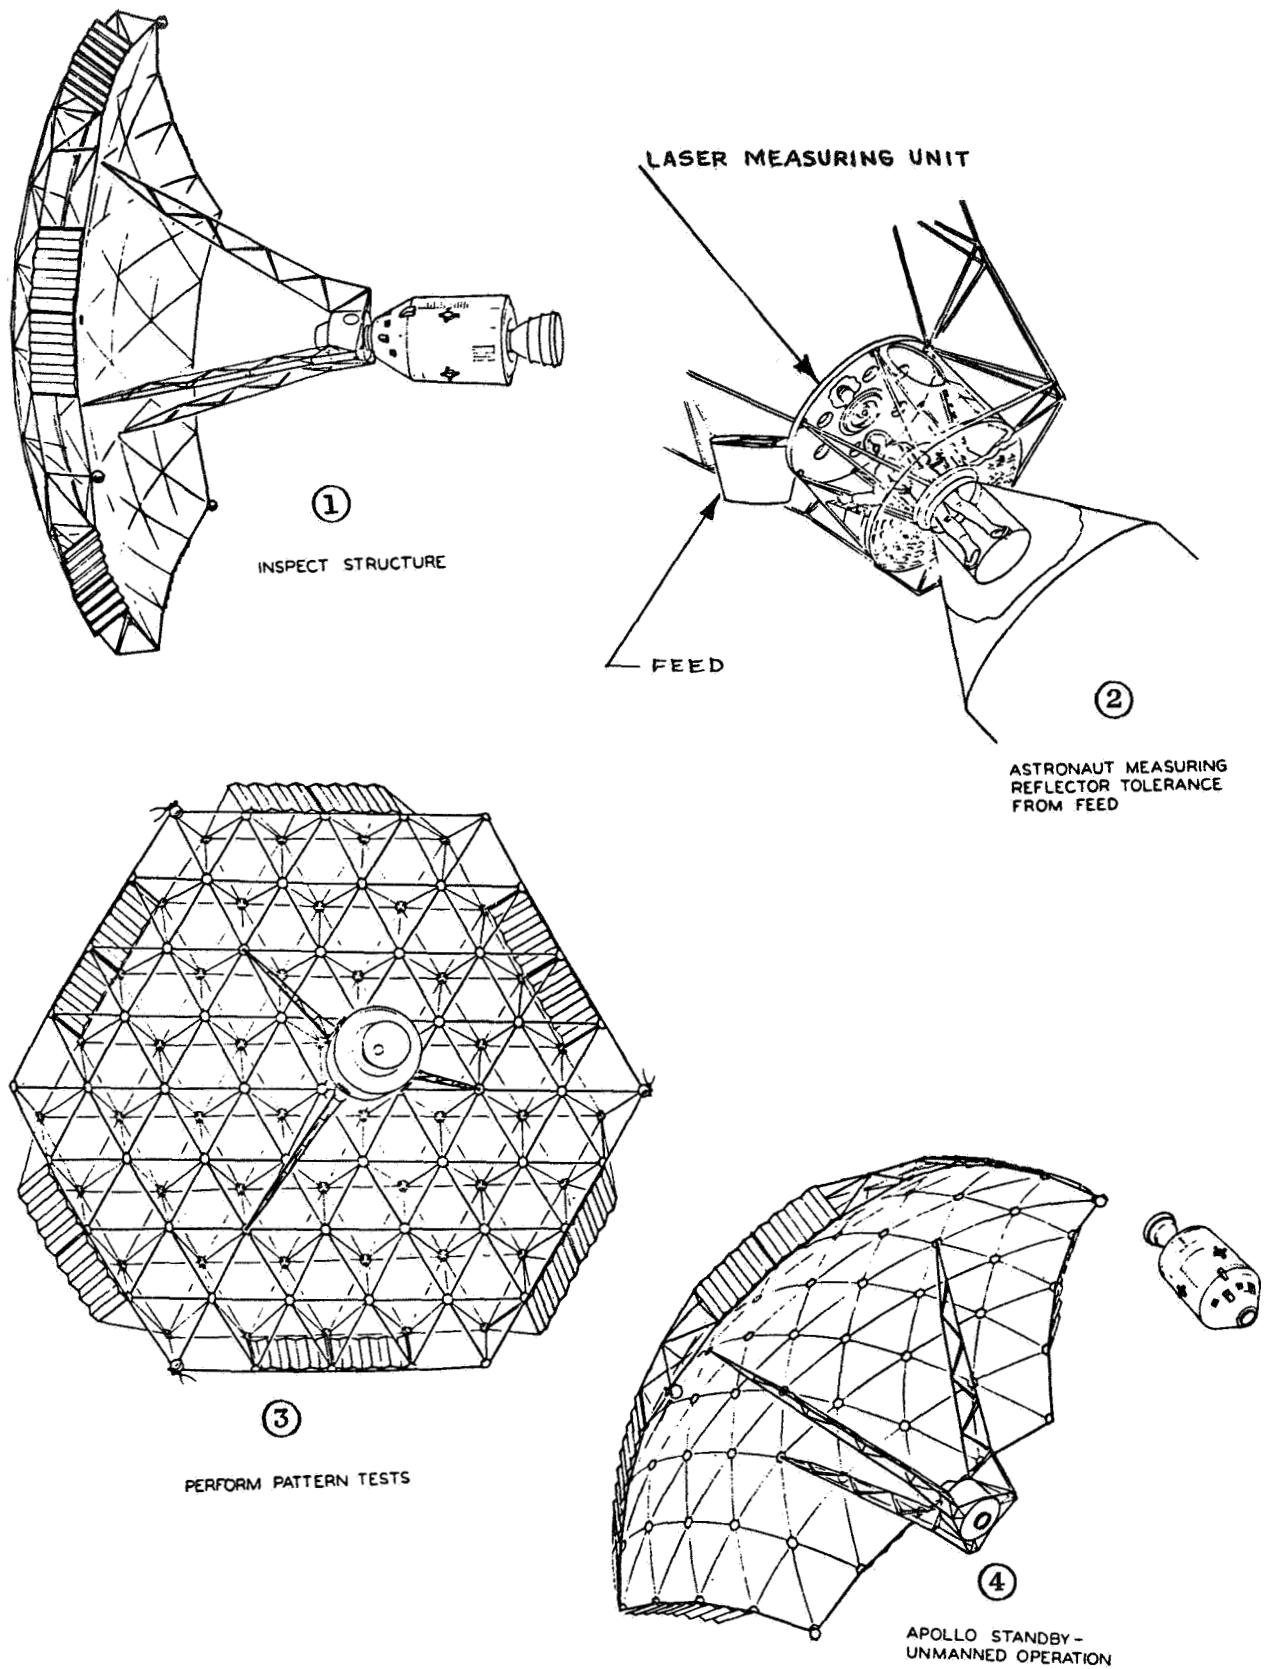 LASER MEASURING UNIT
FEED
1
INSPECT STRUCTURE
2
ASTRONAUT MEASURING
REFLECTOR TOLERANCE
FROM FEED
3
PERFORM PATTERN TESTS
4
APOLLO STANDBY-
UNMANNED OPERATION